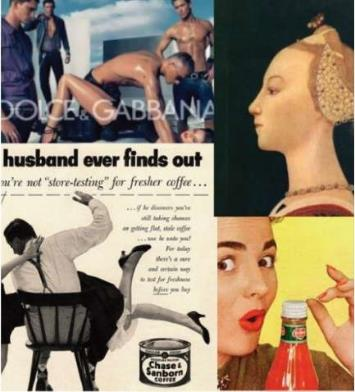 DOLCE & GABBANA
husband ever finds out
u're not "store-testing" for fresher coffee...
...if he discovers you're
still taking chances
on getting flat, stale coffee
...woe be unto you!
For today
there's a sure
and certain way
to test for freshness
before you buy
Chase &
Sanborn
COFFEE